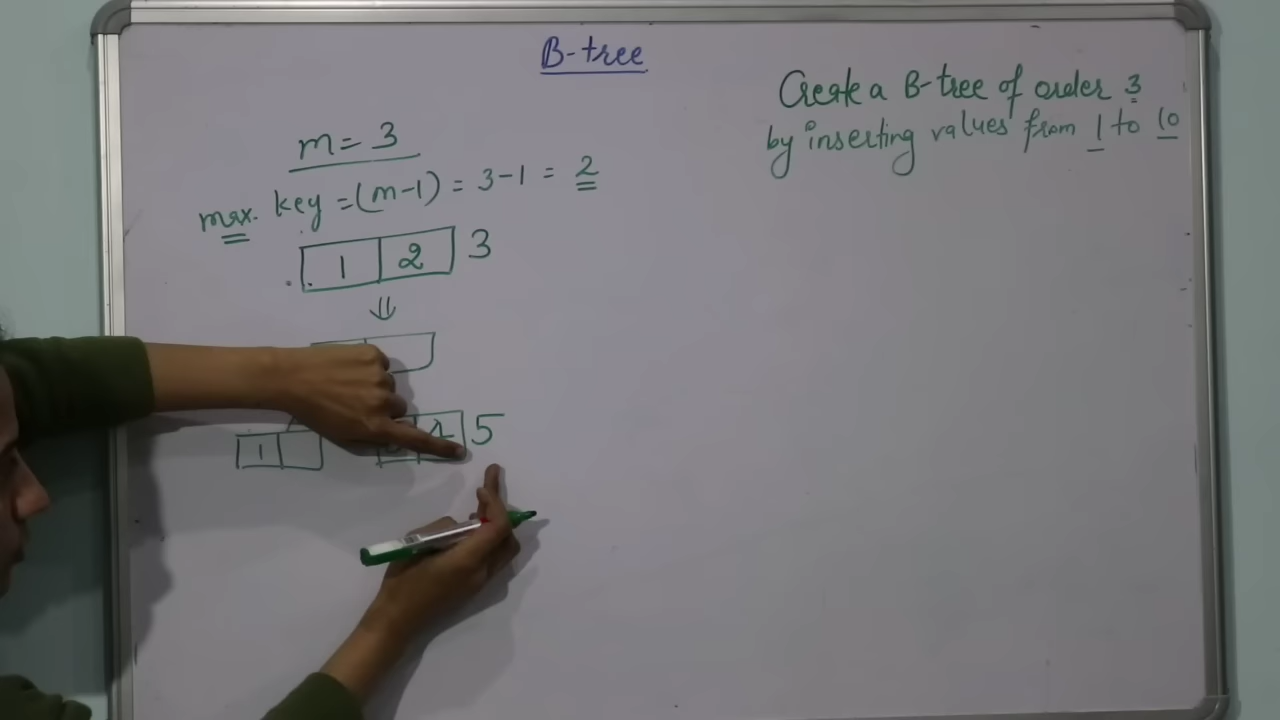 B-tree
Create a B-tree of order 3
by inserting values from 1 to 10
m = 3
max. key = (m-1) = 3-1 = 2
1 2 3
⇓
1 4 5